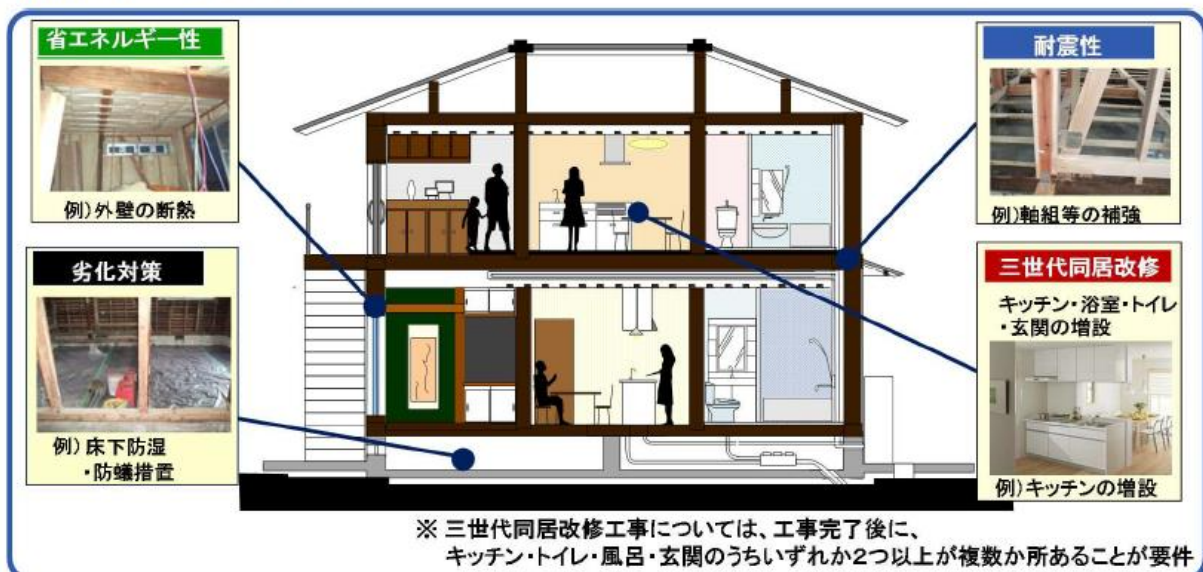 省エネルギー性
例)外壁の断熱
劣化対策
例)床下防湿
・防蟻措置
耐震性
例)軸組等の補強
三世代同居改修
キッチン・浴室・トイレ
・玄関の増設
例)キッチンの増設
※ 三世代同居改修工事については、工事完了後に、
キッチン・トイレ・風呂・玄関のうちいずれか2つ以上が複数か所あることが要件